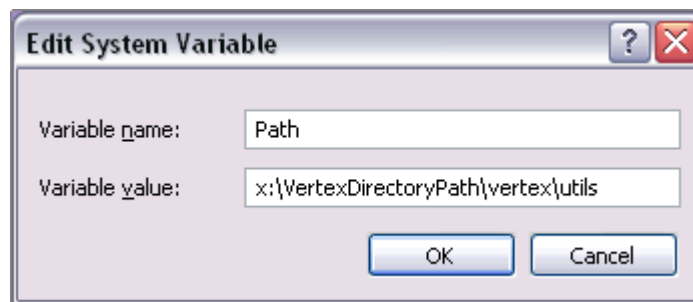 Edit System Variable
Variable name: Path
Variable value: x:\VertexDirectoryPath\vertex\utils
OK Cancel